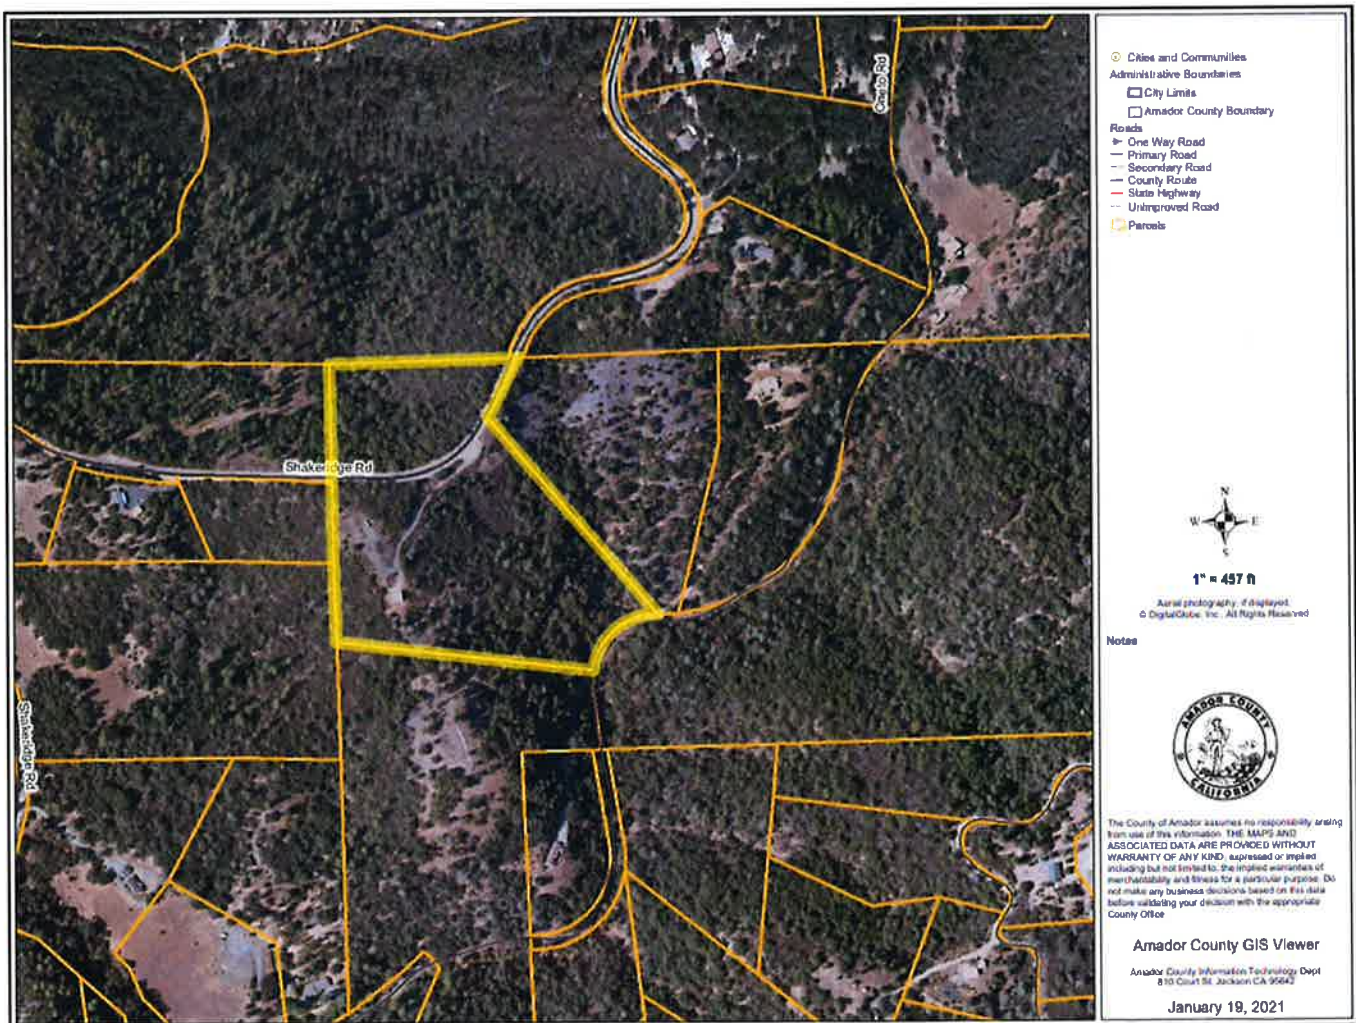 Clanto Rd
Shakeridge Rd
Shakeridge Rd
Cities and Communities
Administrative Boundaries
City Limits
Amador County Boundary
Roads
One Way Road
Primary Road
Secondary Road
County Route
State Highway
Unimproved Road
Parcels
N
W E
S
1" = 457 ft
Aerial photography, if displayed,
© DigitalGlobe, Inc. All Rights Reserved
Notes
AMADOR COUNTY
CALIFORNIA
The County of Amador assumes no responsibility arising
from use of this information. THE MAPS AND
ASSOCIATED DATA ARE PROVIDED WITHOUT
WARRANTY OF ANY KIND, expressed or implied
including but not limited to, the implied warranties of
merchantability and fitness for a particular purpose. Do
not make any business decisions based on this data
before validating your decision with the appropriate
County Office
Amador County GIS Viewer
Amador County Information Technology Dept
810 Court St. Jackson CA 95642
January 19, 2021